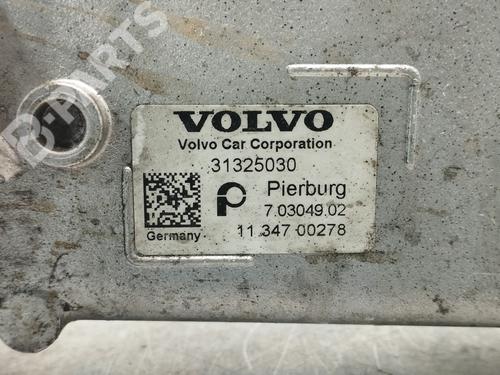 B-PARTS
VOLVO
Volvo Car Corporation
31325030
Pierburg
7.03049.02
Germany
11.347 00278